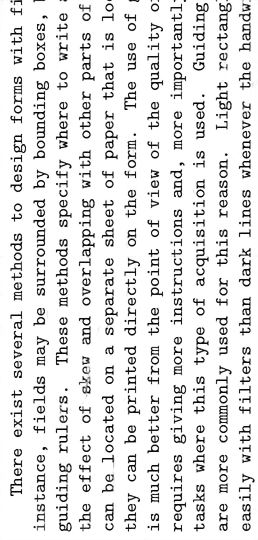 There exist several methods to design forms with fi
instance, fields may be surrounded by bounding boxes,
guiding rulers. These methods specify where to write
the effect of skew and overlapping with other parts of
can be located on a separate sheet of paper that is loc
they can be printed directly on the form. The use of
is much better from the point of view of the quality o
requires giving more instructions and, more importantly
tasks where this type of acquisition is used. Guiding
are more commonly used for this reason. Light rectang
easily with filters than dark lines whenever the handw